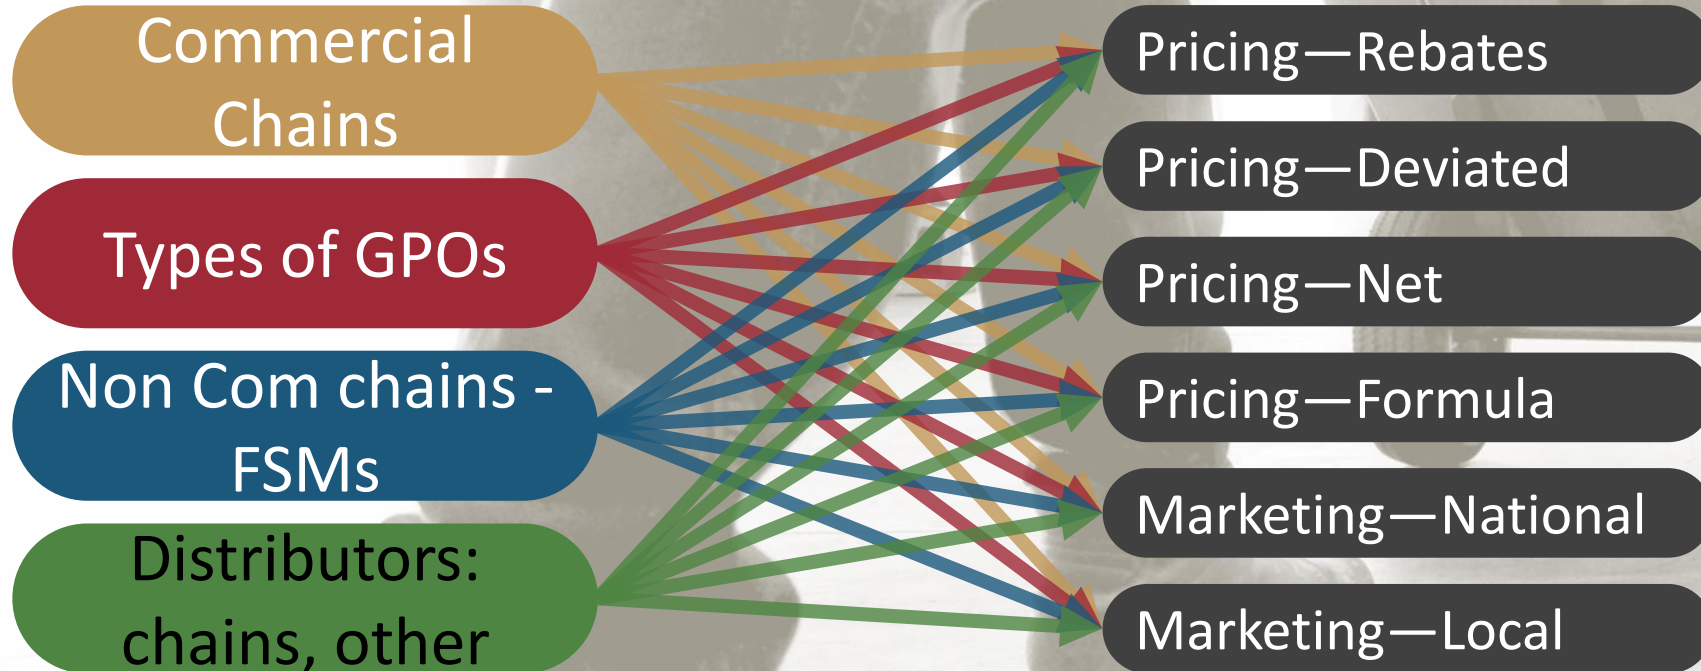 Commercial
Chains
Types of GPOs
Non Com chains -
FSMs
Distributors:
chains, other
Pricing—Rebates
Pricing—Deviated
Pricing—Net
Pricing—Formula
Marketing—National
Marketing—Local